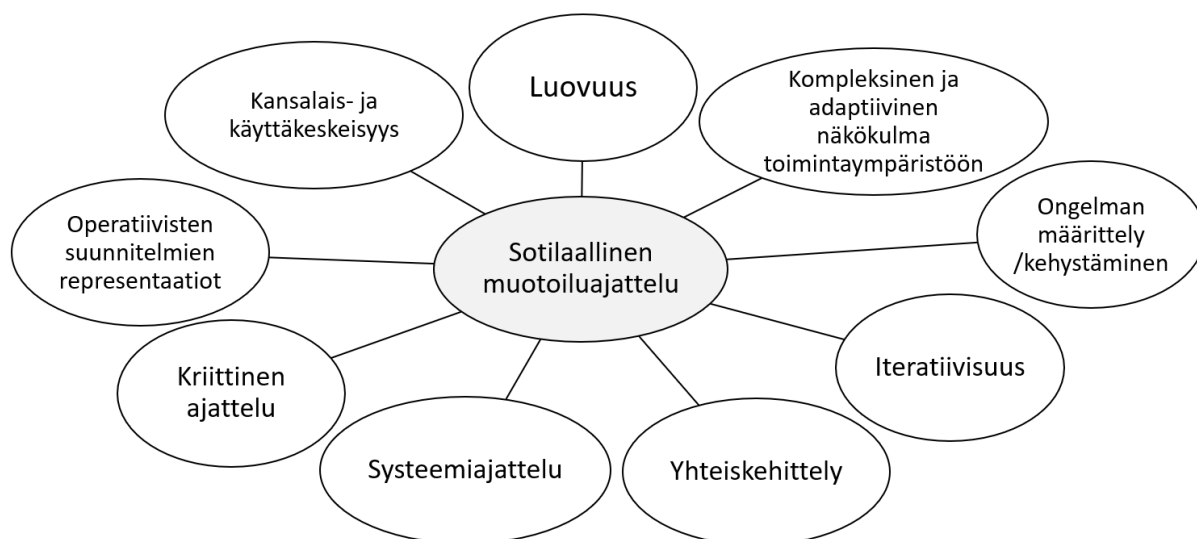 Luovuus
Kompleksinen ja
adaptiivinen
näkökulma
toimintaympäristöön
Kansalais- ja
käyttäkeskeisyys
Ongelman
määrittely
/kehystäminen
Operatiivisten
suunnitelmien
representaatiot
Sotilaallinen
muotoiluajattelu
Iteratiivisuus
Kriittinen
ajattelu
Systeemiajattelu
Yhteiskehittely